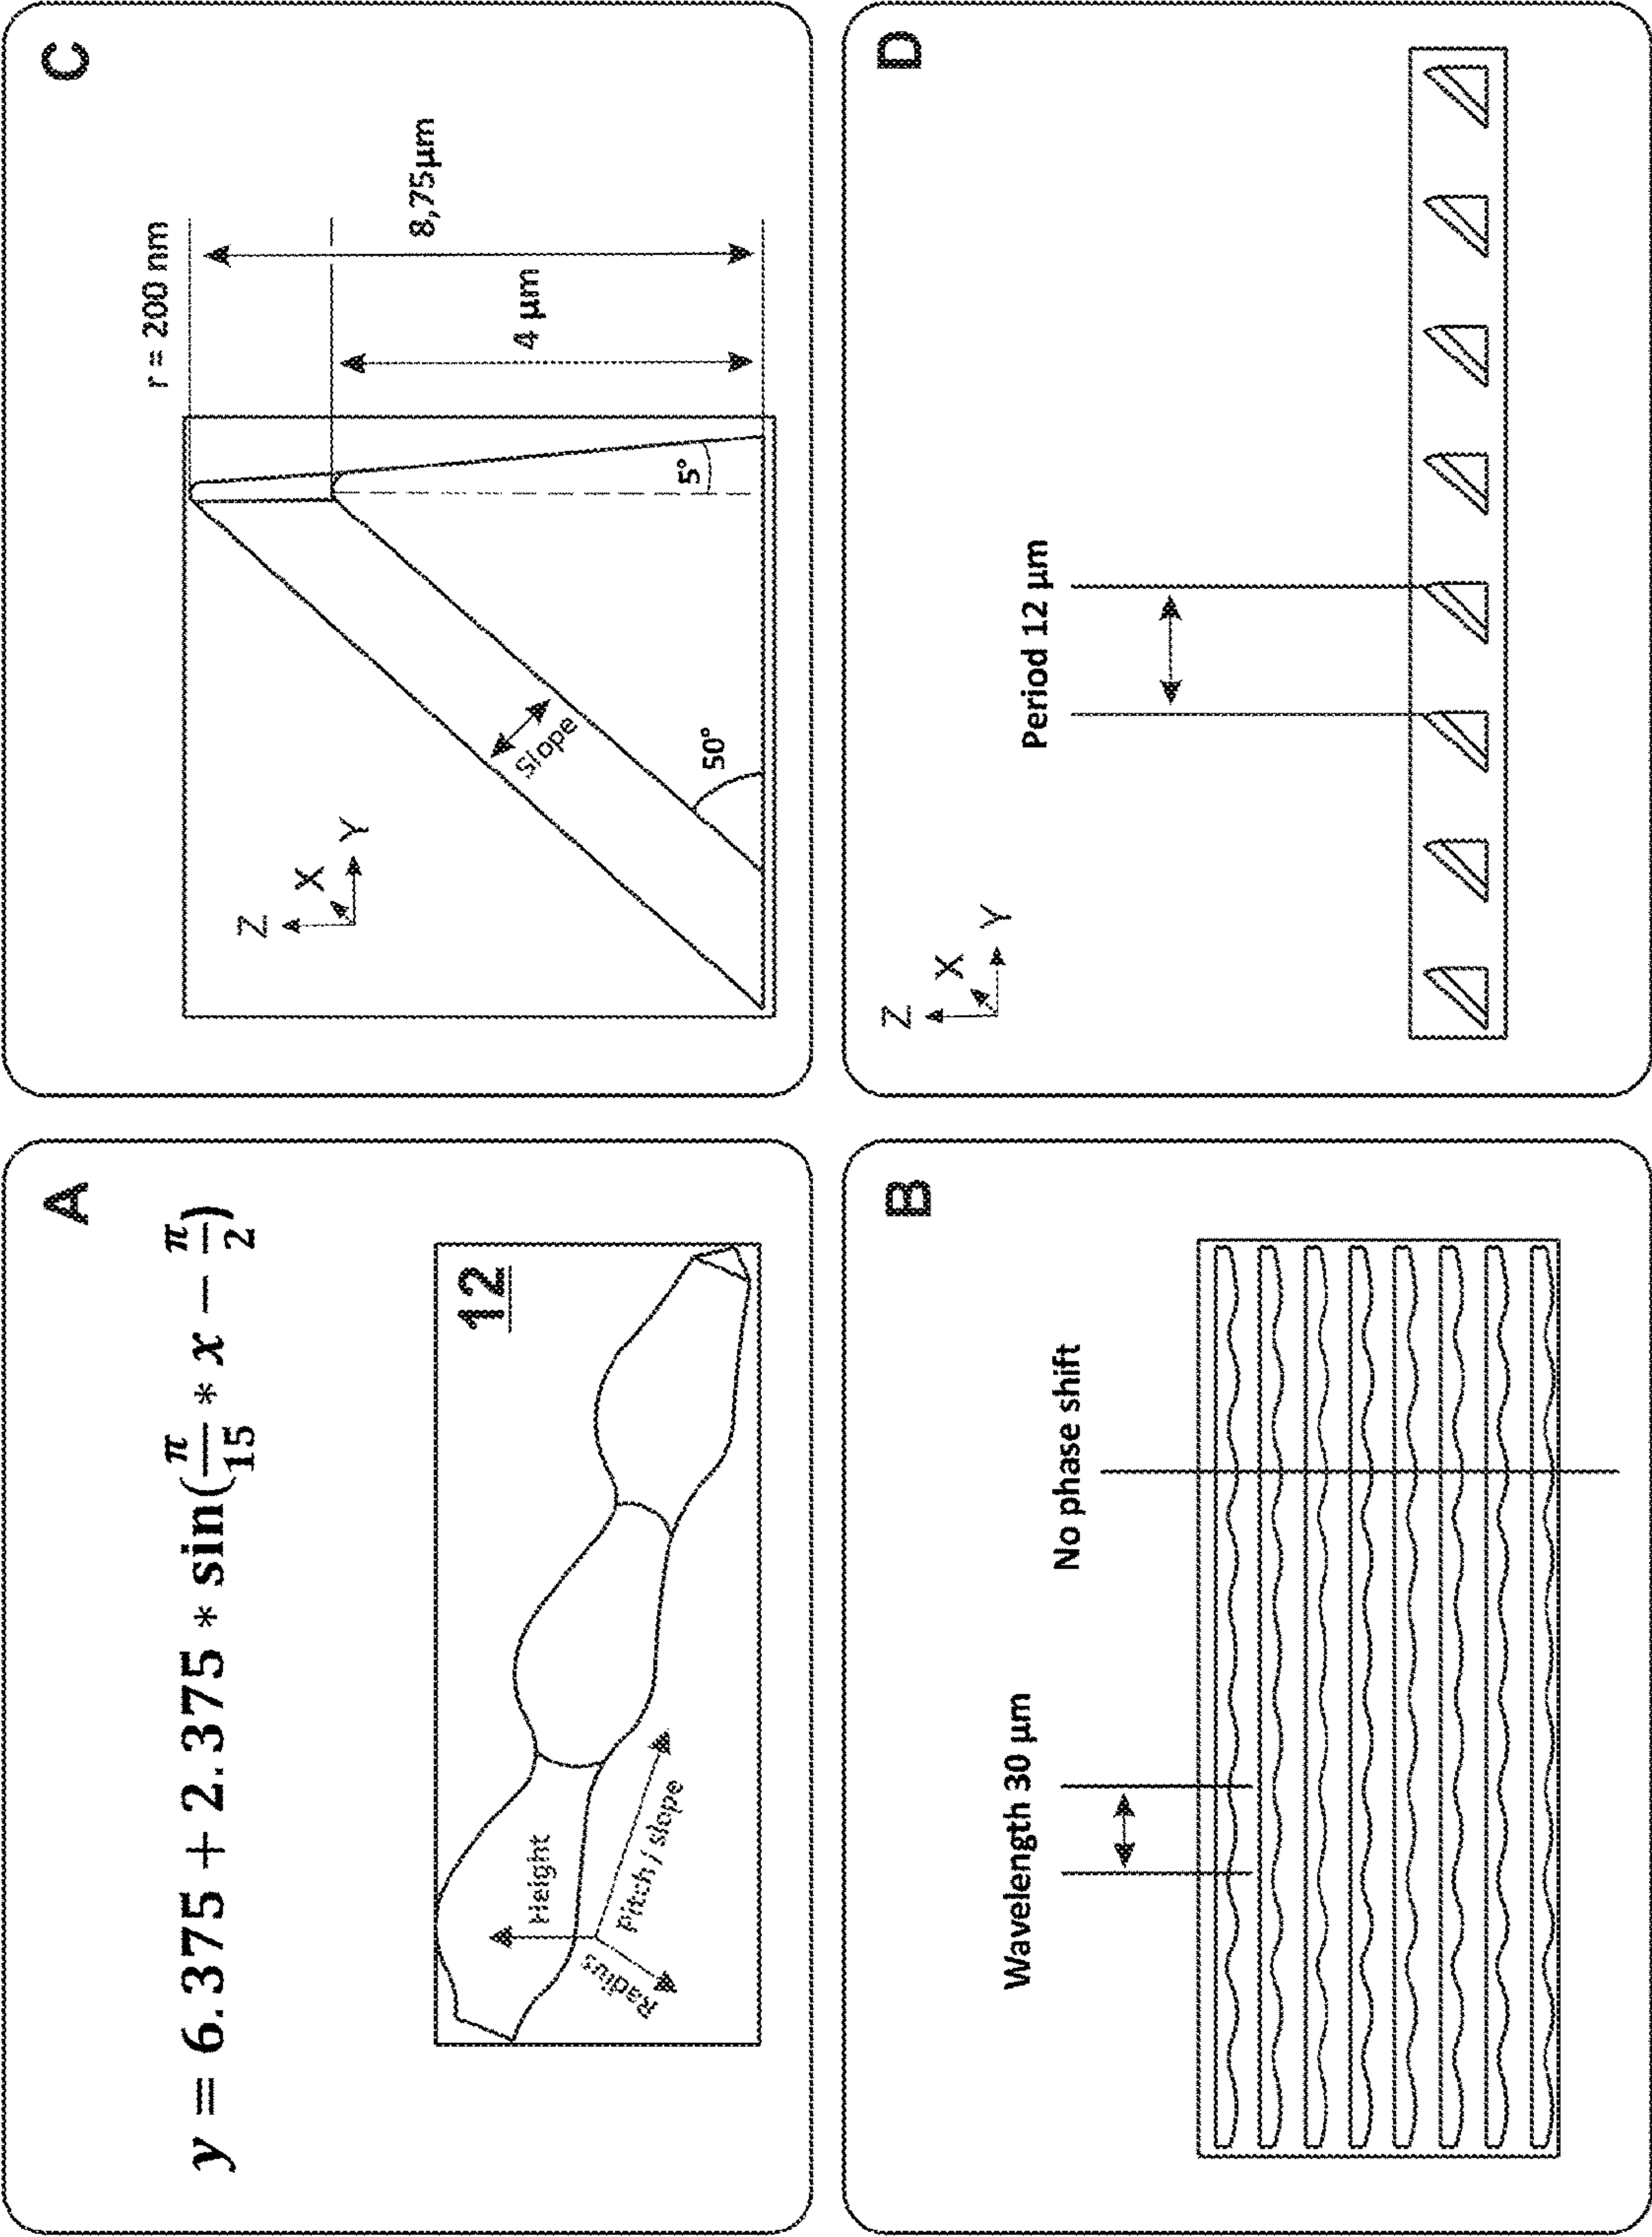 A
y = 6.375 + 2.375 * sin(π/15 * x − π/2)
12
Height
Pitch / slope
Radius
B
Wavelength 30 µm
No phase shift
C
r = 200 nm
Z
X
Y
Slope
50°
5°
4 µm
8,75µm
D
Z
X
Y
Period 12 µm